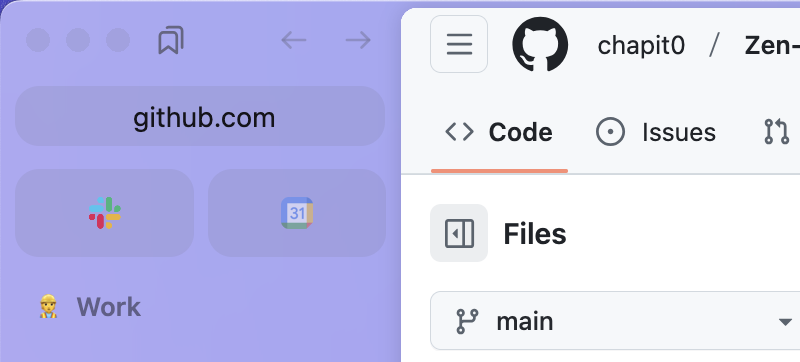 github.com
31
Work
chapit0 / Zen-
Code Issues
Files
main